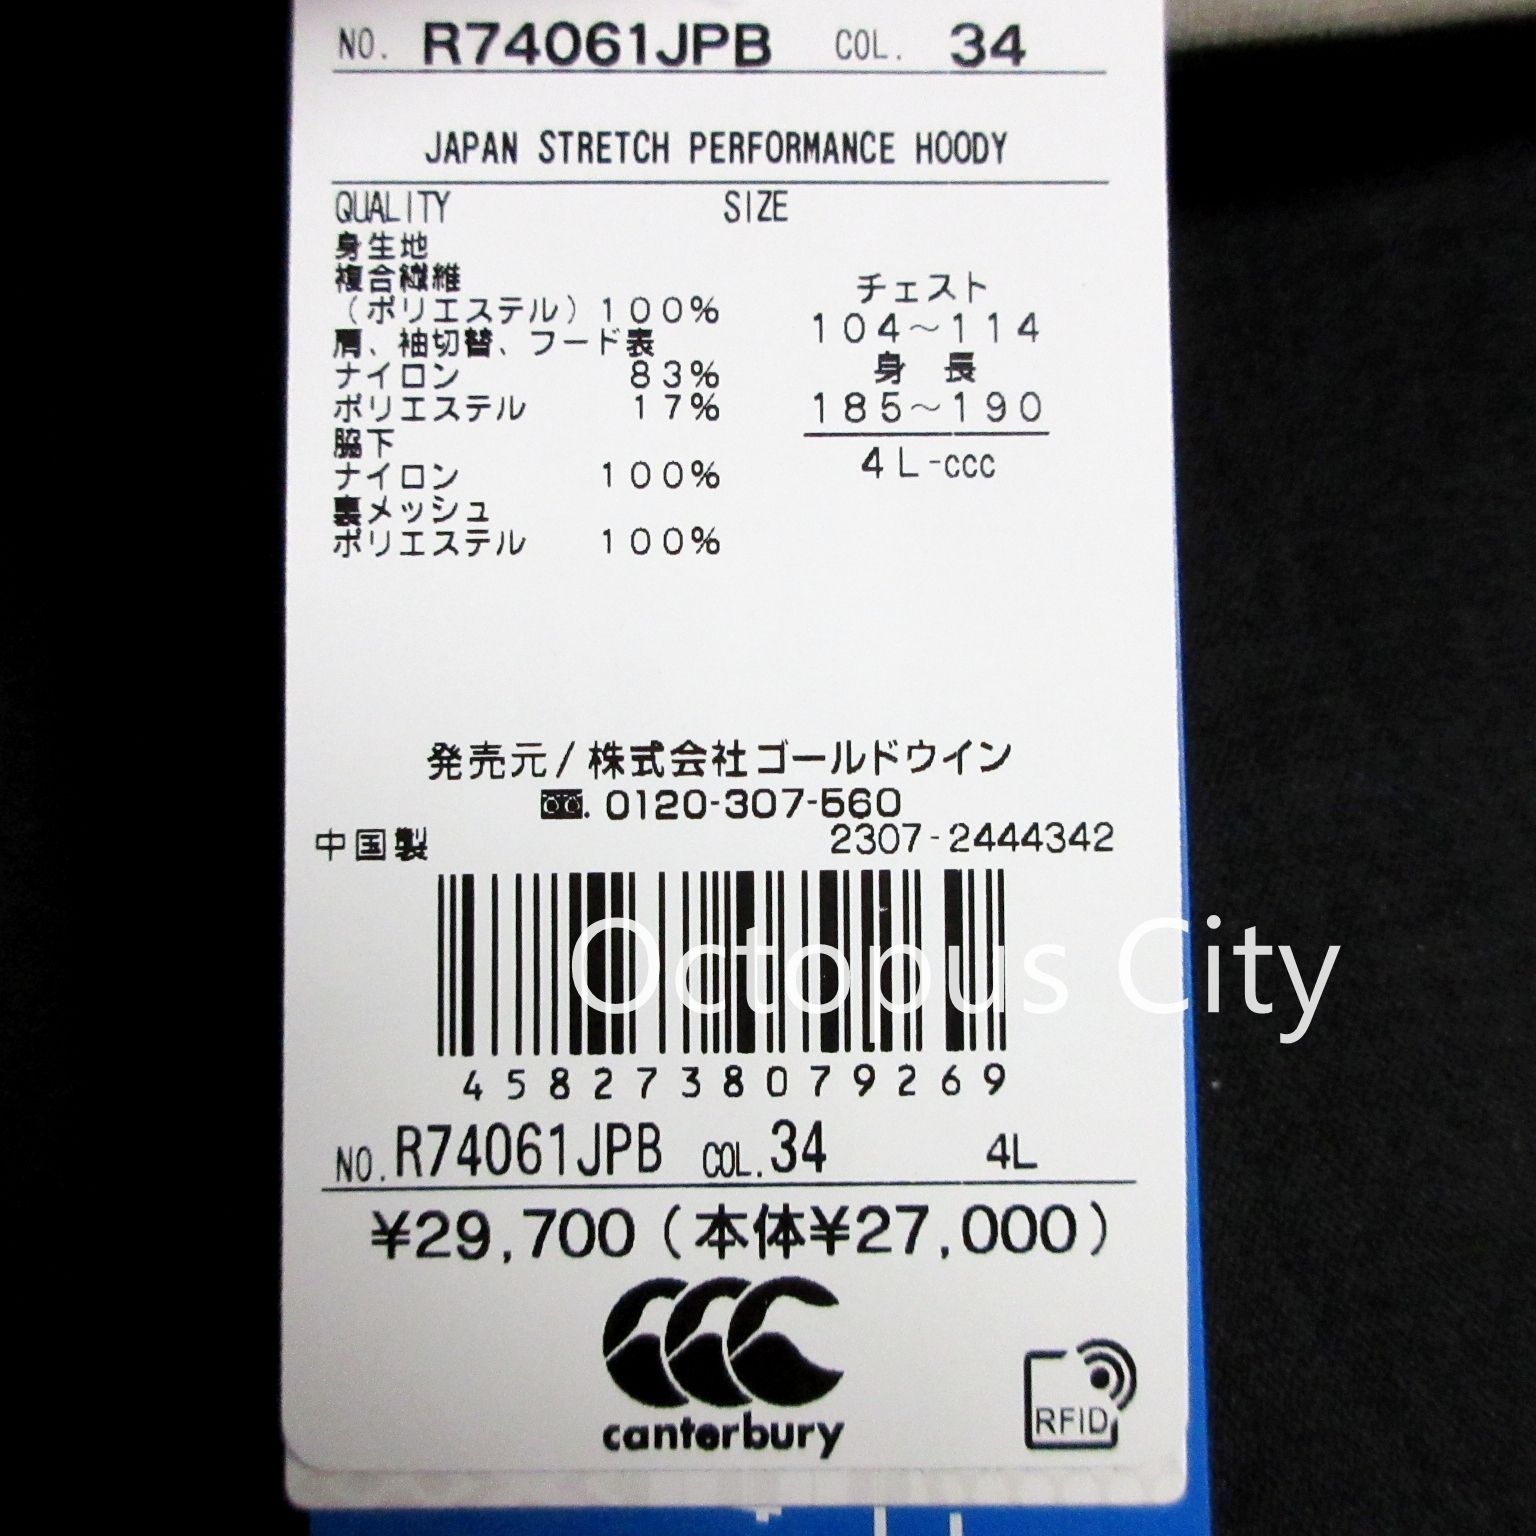 NO. R74061JPB COL. 34
JAPAN STRETCH PERFORMANCE HOODY
QUALITY SIZE
身生地
複合繊維
（ポリエステル）100%
肩、袖切替、フード表
ナイロン 83%
ポリエステル 17%
脇下
ナイロン 100%
裏メッシュ
ポリエステル 100%
チェスト
104～114
身 長
185～190
4L-ccc
発売元/株式会社ゴールドウイン
0120-307-560
中国製 2307-2444342
Octopus City
4582738079269
NO. R74061JPB COL. 34 4L
¥29,700(本体¥27,000)
canterbury
RFID